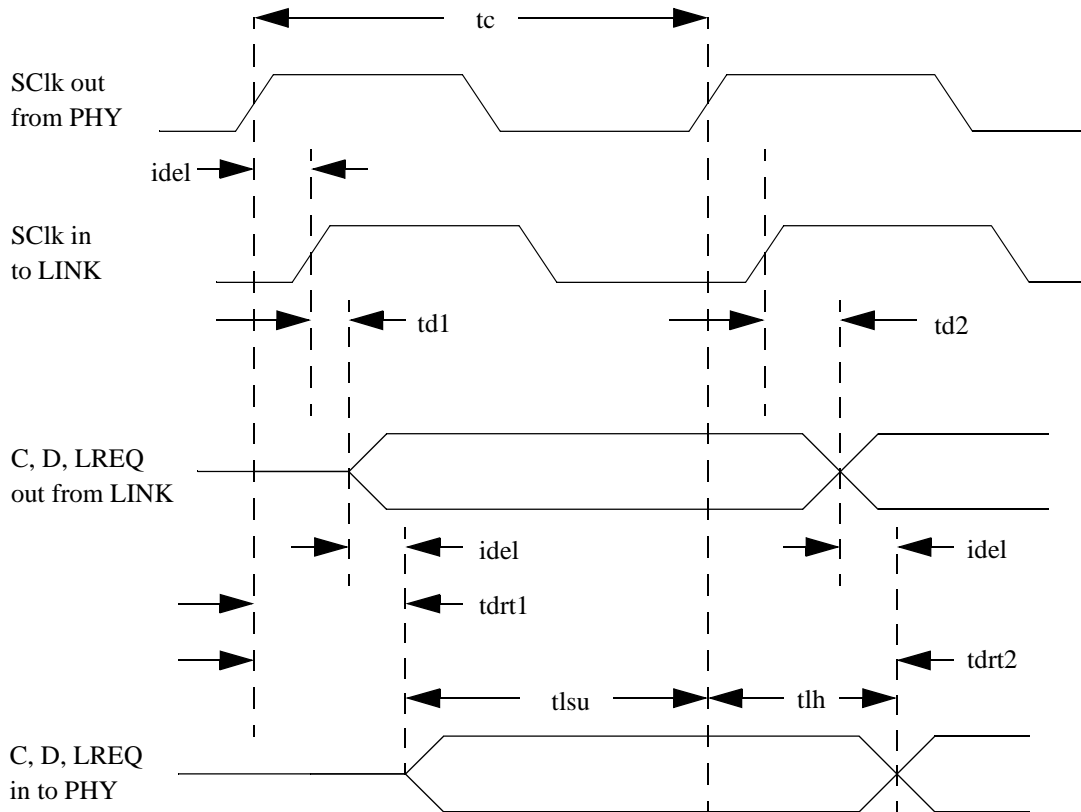 tc
SClk out
from PHY
idel
SClk in
to LINK
td1
td2
C, D, LREQ
out from LINK
idel
idel
tdrt1
tdrt2
tlsu
tlh
C, D, LREQ
in to PHY